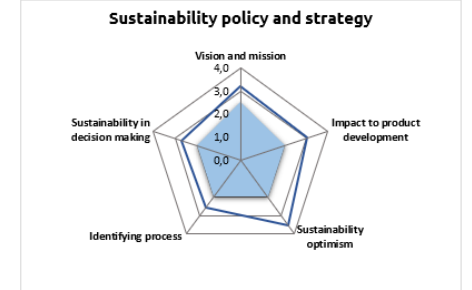 Sustainability policy and strategy
Vision and mission
4,0
3,0
2,0
1,0
0,0
Sustainability in
decision making
Impact to product
development
Identifying process
Sustainability
optimism